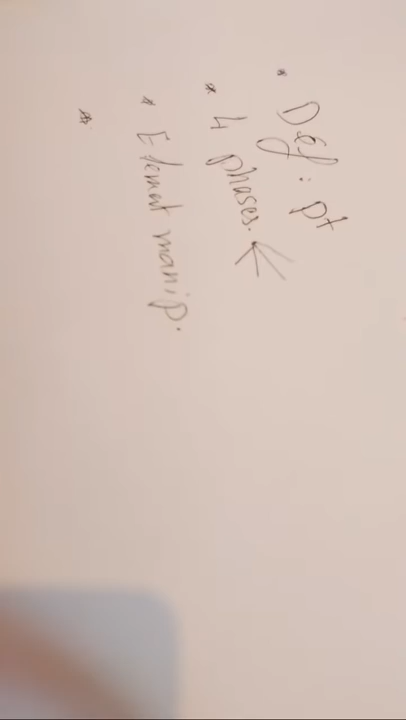 * Def: pt
* 4 phases. ←
* Element manip.
*